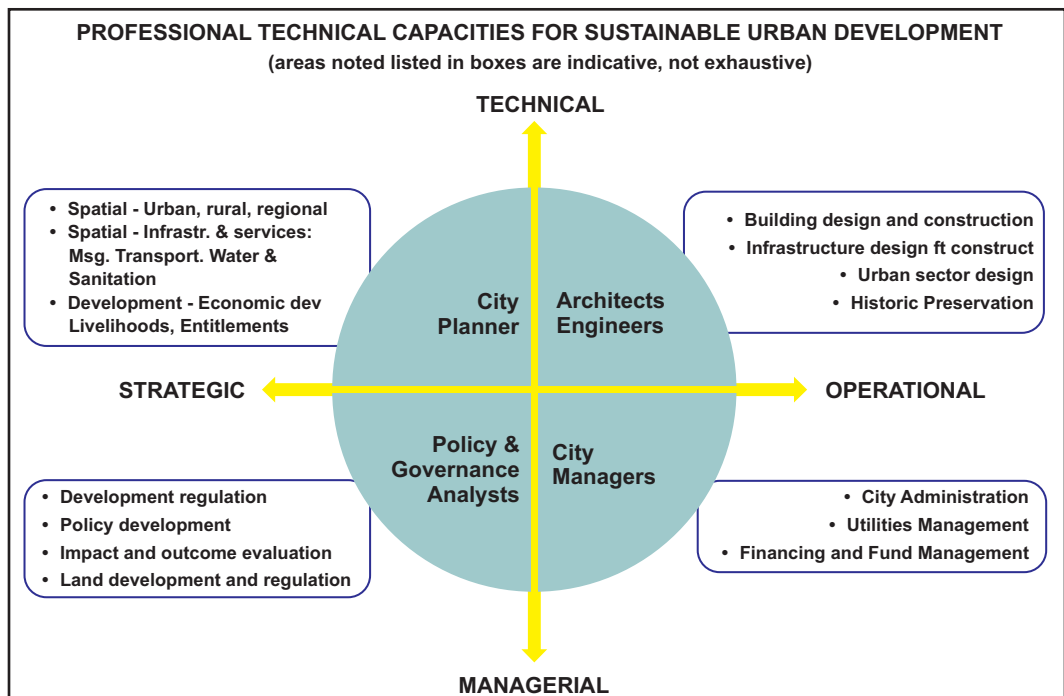 PROFESSIONAL TECHNICAL CAPACITIES FOR SUSTAINABLE URBAN DEVELOPMENT
(areas noted listed in boxes are indicative, not exhaustive)
TECHNICAL
• Spatial - Urban, rural, regional
• Spatial - Infrastr. & services:
Msg. Transport. Water &
Sanitation
• Development - Economic dev
Livelihoods, Entitlements
• Building design and construction
• Infrastructure design ft construct
• Urban sector design
• Historic Preservation
City
Planner
Architects
Engineers
STRATEGIC
OPERATIONAL
Policy &
Governance
Analysts
City
Managers
• Development regulation
• Policy development
• Impact and outcome evaluation
• Land development and regulation
• City Administration
• Utilities Management
• Financing and Fund Management
MANAGERIAL